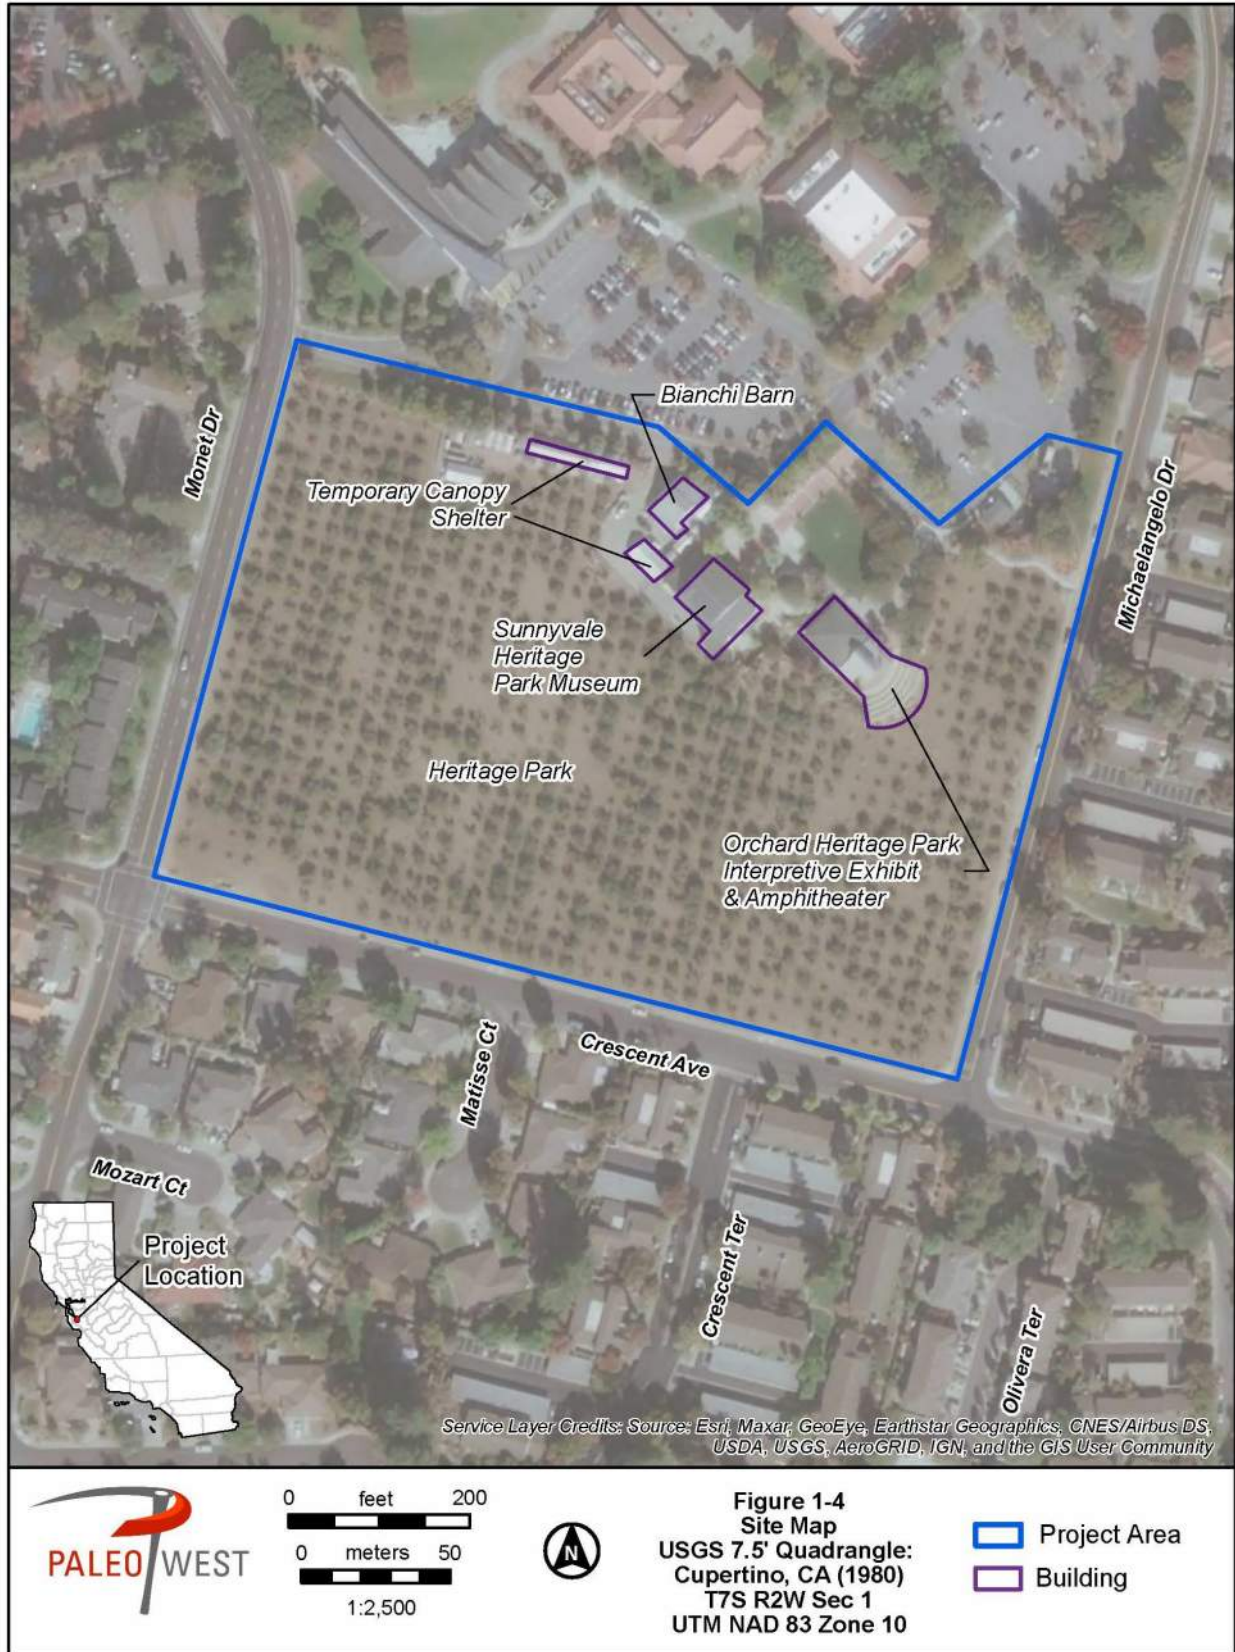 Monet Dr
Bianchi Barn
Temporary Canopy
Shelter
Michaelangelo Dr
Sunnyvale
Heritage
Park Museum
Heritage Park
Orchard Heritage Park
Interpretive Exhibit
& Amphitheater
Matisse Ct
Crescent Ave
Mozart Ct
Project
Location
Crescent Ter
Olivera Ter
Service Layer Credits: Source: Esri, Maxar, GeoEye, Earthstar Geographics, CNES/Airbus DS,
USDA, USGS, AeroGRID, IGN, and the GIS User Community
PALEO WEST
0 feet 200
0 meters 50
1:2,500
N
Figure 1-4
Site Map
USGS 7.5' Quadrangle:
Cupertino, CA (1980)
T7S R2W Sec 1
UTM NAD 83 Zone 10
Project Area
Building